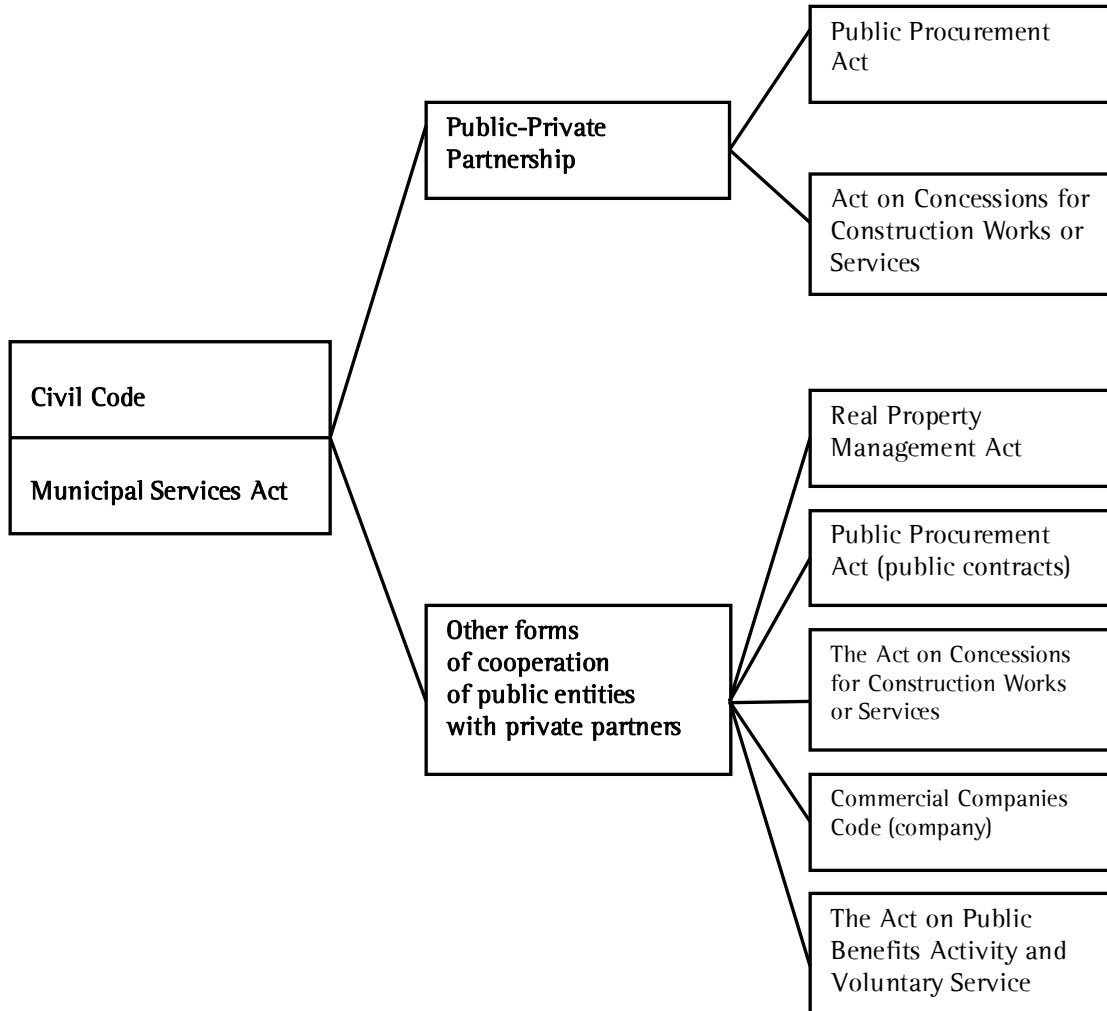 Civil Code
Municipal Services Act
Public-Private
Partnership
Other forms
of cooperation
of public entities
with private partners
Public Procurement
Act
Act on Concessions for
Construction Works or
Services
Real Property
Management Act
Public Procurement
Act (public contracts)
The Act on Concessions
for Construction Works
or Services
Commercial Companies
Code (company)
The Act on Public
Benefits Activity and
Voluntary Service